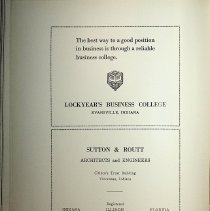 The best way to a good position
in business is through a reliable
business college.
LOCKYEAR'S BUSINESS COLLEGE
EVANSVILLE, INDIANA
SUTTON & ROUTT
ARCHITECTS and ENGINEERS
Citizen's Trust Building
Vincennes, Indiana
Registered
INDIANA ILLINOIS FLORIDA